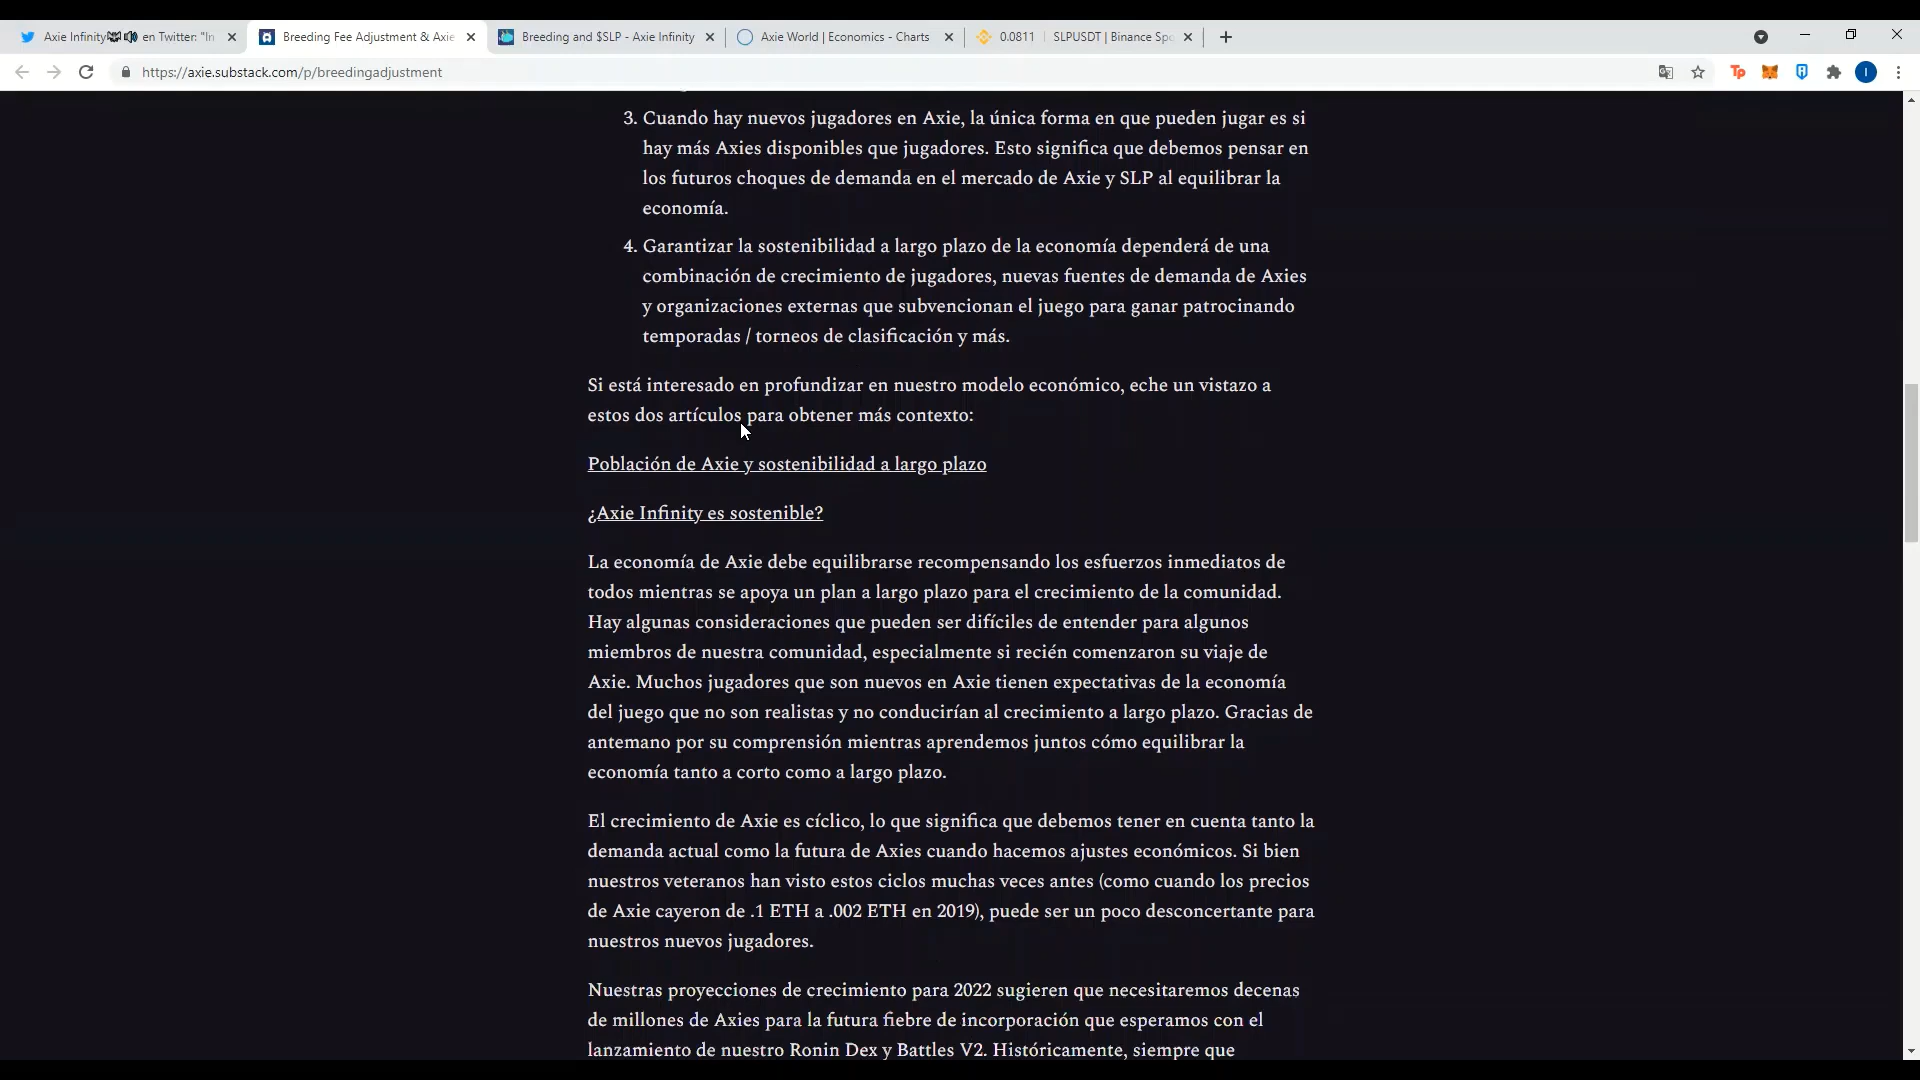 Axie Infinity en Twitter: "In
Breeding Fee Adjustment & Axie
Breeding and $SLP - Axie Infinity
Axie World | Economics - Charts
0.0811 | SLPUSDT | Binance Spo
https://axie.substack.com/p/breedingadjustment
Tp
I
3. Cuando hay nuevos jugadores en Axie, la única forma en que pueden jugar es si
hay más Axies disponibles que jugadores. Esto significa que debemos pensar en
los futuros choques de demanda en el mercado de Axie y SLP al equilibrar la
economía.
4. Garantizar la sostenibilidad a largo plazo de la economía dependerá de una
combinación de crecimiento de jugadores, nuevas fuentes de demanda de Axies
y organizaciones externas que subvencionan el juego para ganar patrocinando
temporadas / torneos de clasificación y más.
Si está interesado en profundizar en nuestro modelo económico, eche un vistazo a
estos dos artículos para obtener más contexto:
Población de Axie y sostenibilidad a largo plazo
¿Axie Infinity es sostenible?
La economía de Axie debe equilibrarse recompensando los esfuerzos inmediatos de
todos mientras se apoya un plan a largo plazo para el crecimiento de la comunidad.
Hay algunas consideraciones que pueden ser difíciles de entender para algunos
miembros de nuestra comunidad, especialmente si recién comenzaron su viaje de
Axie. Muchos jugadores que son nuevos en Axie tienen expectativas de la economía
del juego que no son realistas y no conducirían al crecimiento a largo plazo. Gracias de
antemano por su comprensión mientras aprendemos juntos cómo equilibrar la
economía tanto a corto como a largo plazo.
El crecimiento de Axie es cíclico, lo que significa que debemos tener en cuenta tanto la
demanda actual como la futura de Axies cuando hacemos ajustes económicos. Si bien
nuestros veteranos han visto estos ciclos muchas veces antes (como cuando los precios
de Axie cayeron de .1 ETH a .002 ETH en 2019), puede ser un poco desconcertante para
nuestros nuevos jugadores.
Nuestras proyecciones de crecimiento para 2022 sugieren que necesitaremos decenas
de millones de Axies para la futura fiebre de incorporación que esperamos con el
lanzamiento de nuestro Ronin Dex y Battles V2. Históricamente, siempre que